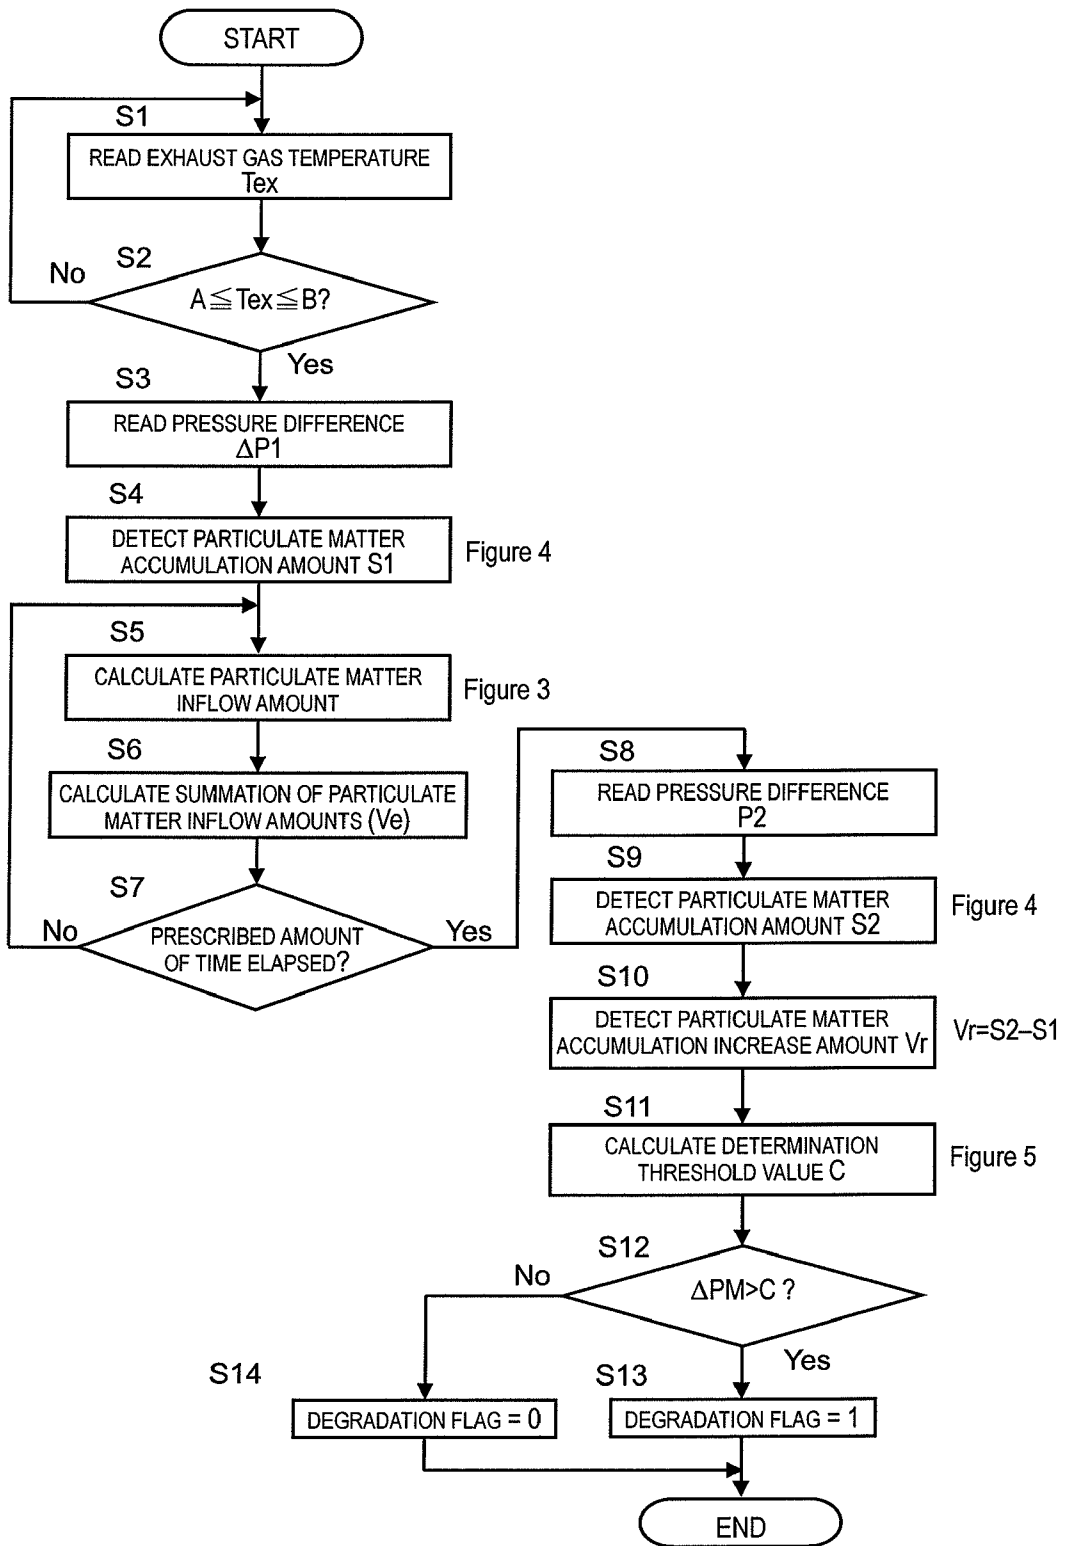 START
S1
READ EXHAUST GAS TEMPERATURE
Tex
S2
No
A≦Tex≦B?
Yes
S3
READ PRESSURE DIFFERENCE
ΔP1
S4
DETECT PARTICULATE MATTER
ACCUMULATION AMOUNT S1
Figure 4
S5
CALCULATE PARTICULATE MATTER
INFLOW AMOUNT
Figure 3
S6
CALCULATE SUMMATION OF PARTICULATE
MATTER INFLOW AMOUNTS (Ve)
S7
No
PRESCRIBED AMOUNT
OF TIME ELAPSED?
Yes
S8
READ PRESSURE DIFFERENCE
P2
S9
DETECT PARTICULATE MATTER
ACCUMULATION AMOUNT S2
Figure 4
S10
DETECT PARTICULATE MATTER
ACCUMULATION INCREASE AMOUNT Vr
Vr=S2–S1
S11
CALCULATE DETERMINATION
THRESHOLD VALUE C
Figure 5
S12
No
ΔPM>C ?
Yes
S14
DEGRADATION FLAG = 0
S13
DEGRADATION FLAG = 1
END